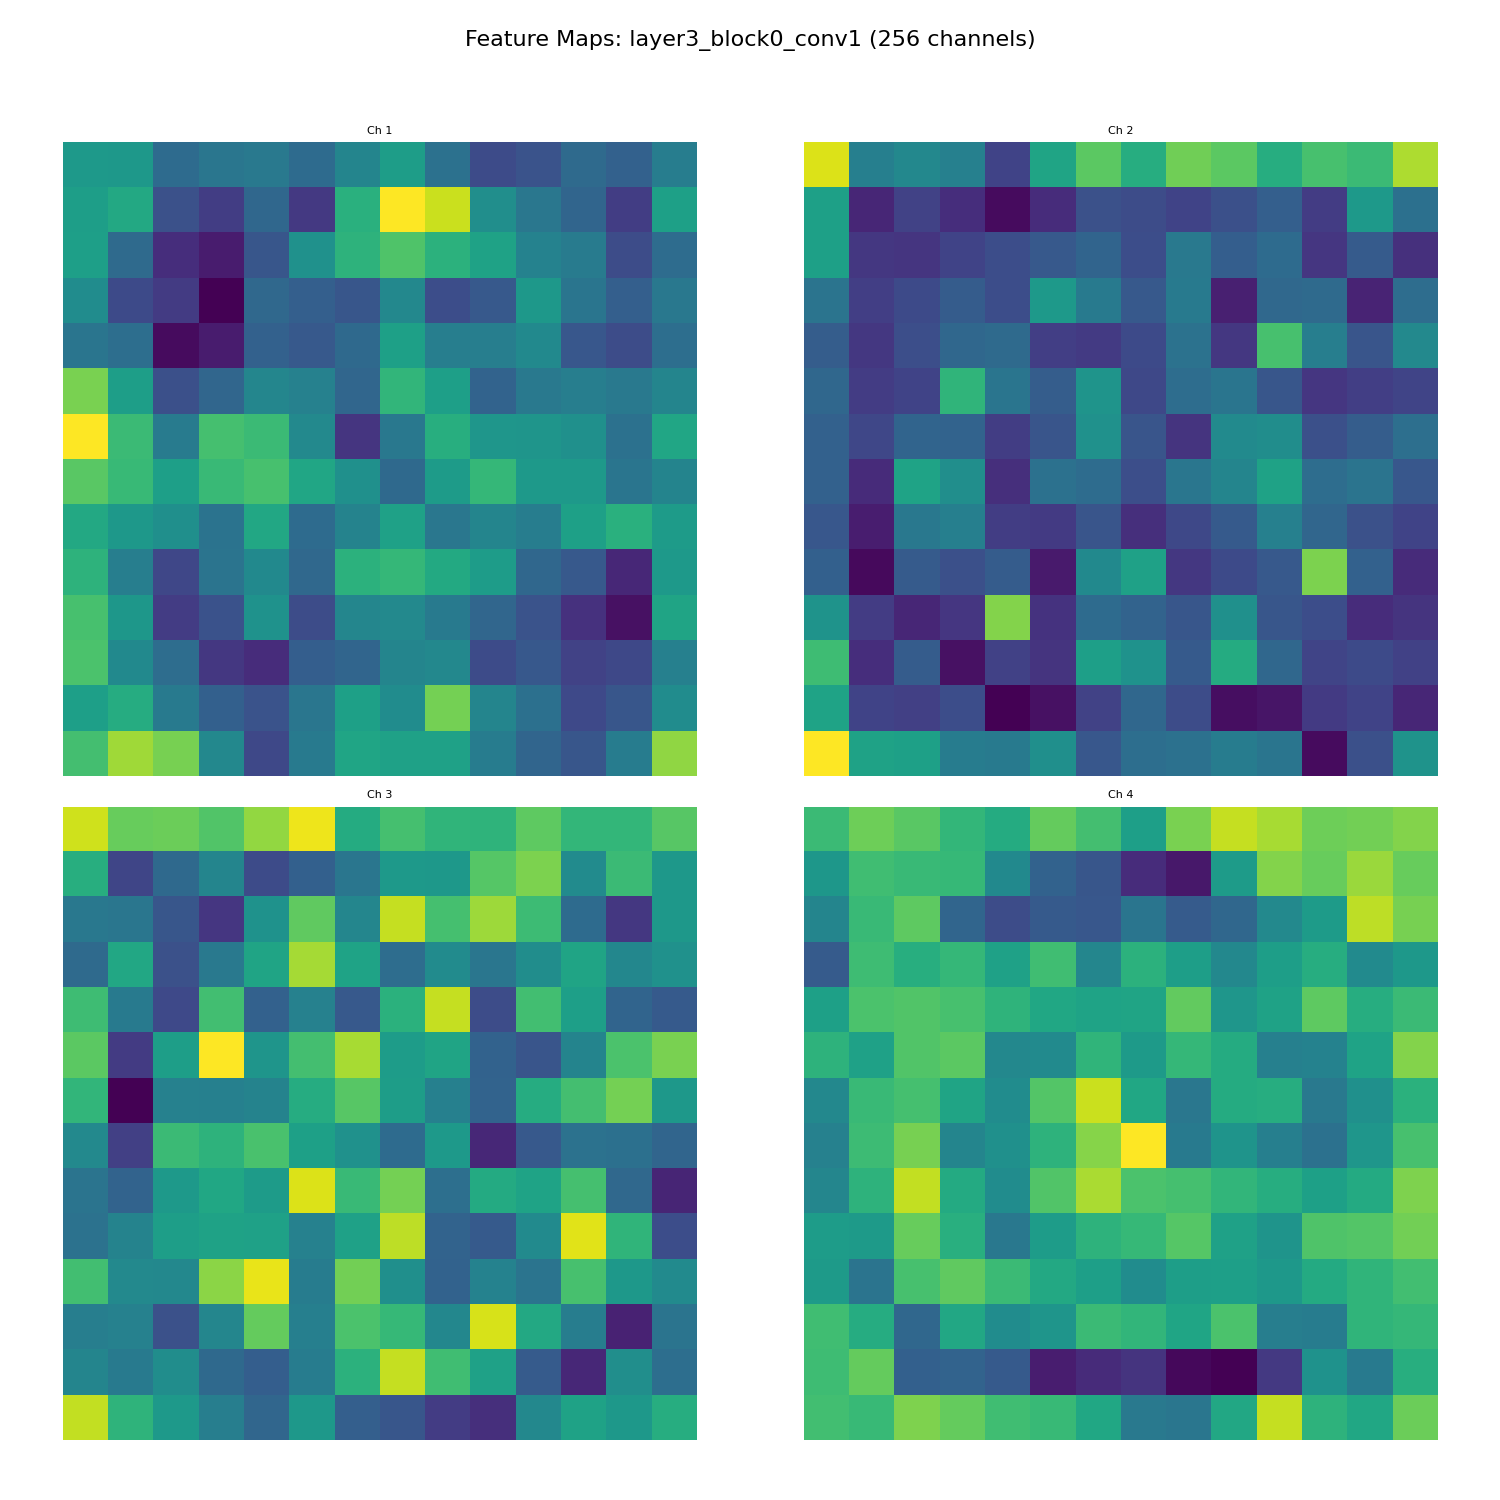 Feature Maps: layer3_block0_conv1 (256 channels)
Ch 1
Ch 2
Ch 3
Ch 4